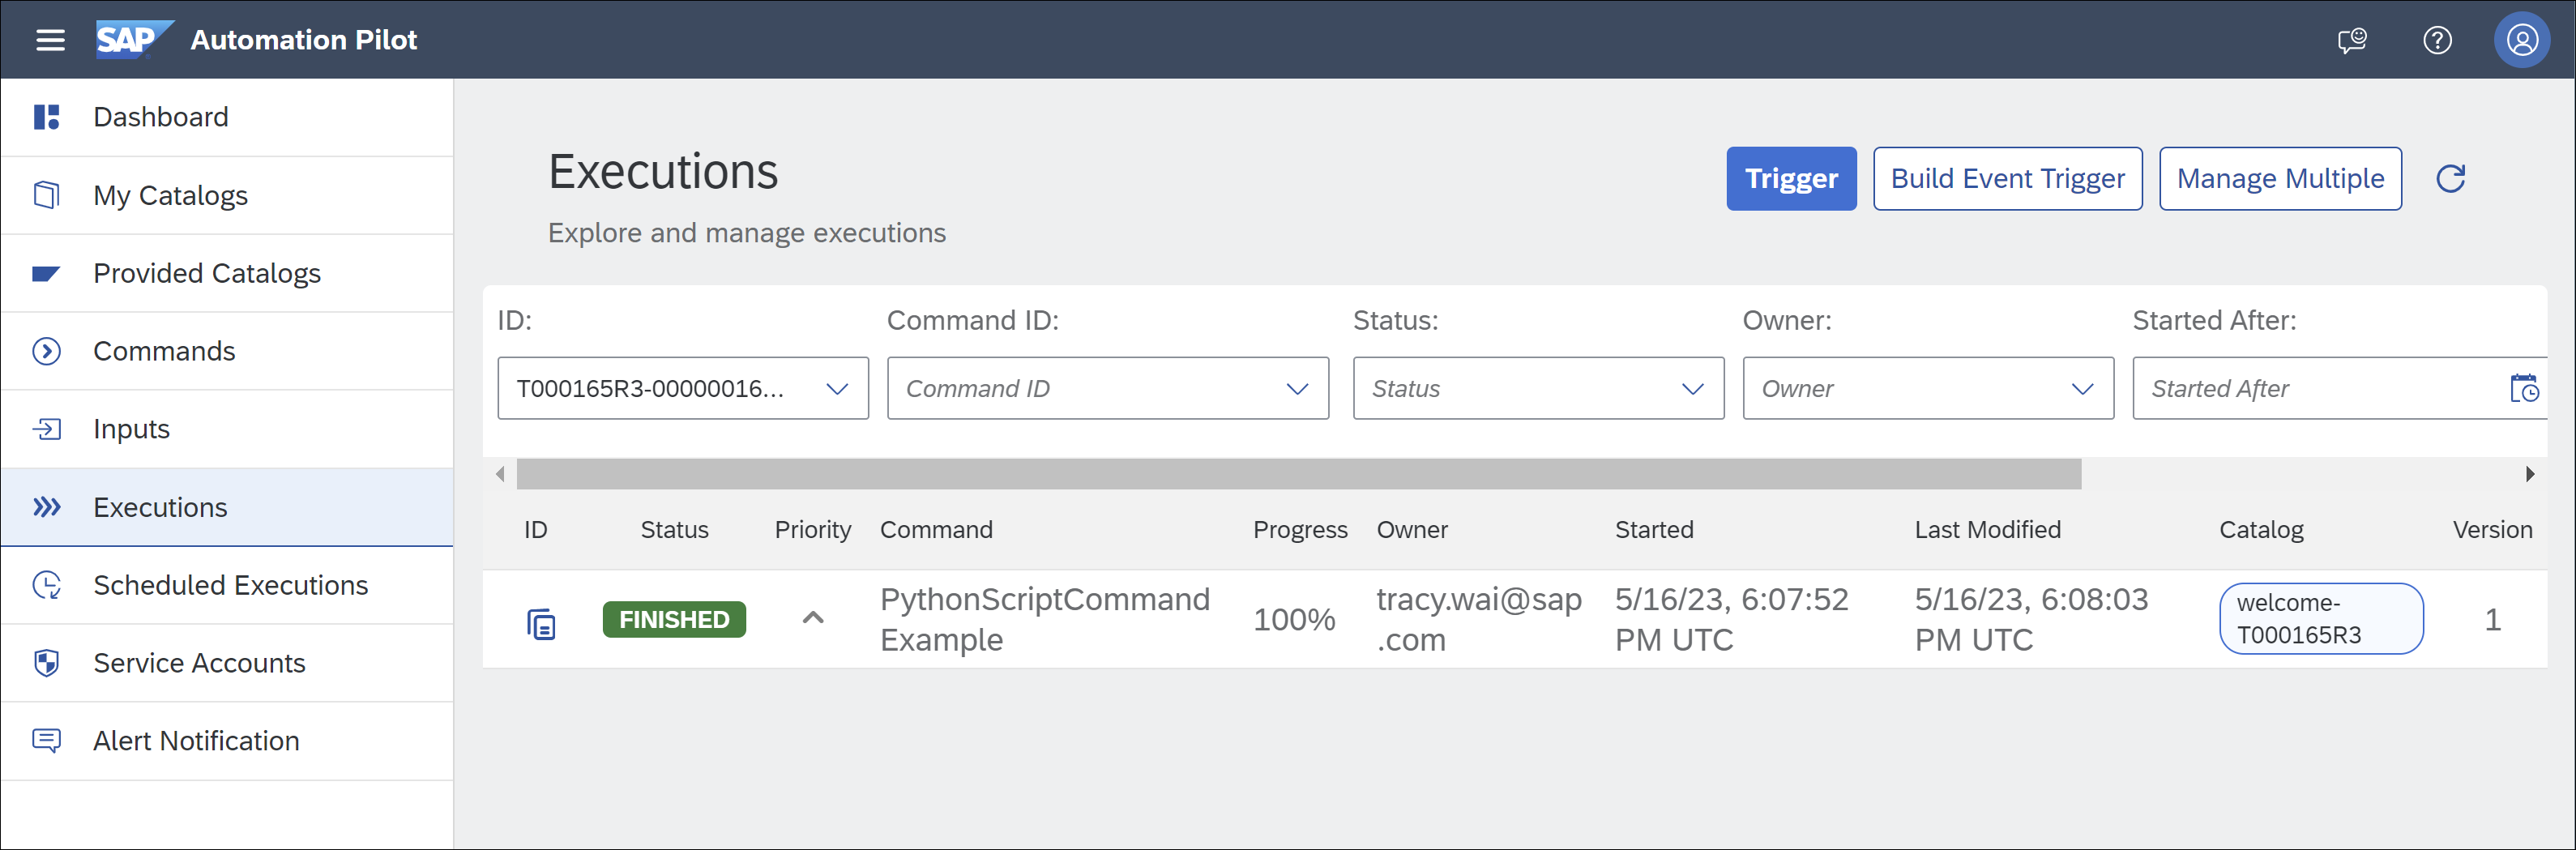 SAP Automation Pilot
Dashboard
My Catalogs
Provided Catalogs
Commands
Inputs
Executions
Scheduled Executions
Service Accounts
Alert Notification
Executions
Explore and manage executions
Trigger
Build Event Trigger
Manage Multiple
ID:
Command ID:
Status:
Owner:
Started After:
T000165R3-00000016...
Command ID
Status
Owner
Started After
ID Status Priority Command Progress Owner Started Last Modified Catalog Version
FINISHED
PythonScriptCommand
Example
100%
tracy.wai@sap
.com
5/16/23, 6:07:52
PM UTC
5/16/23, 6:08:03
PM UTC
welcome-
T000165R3
1